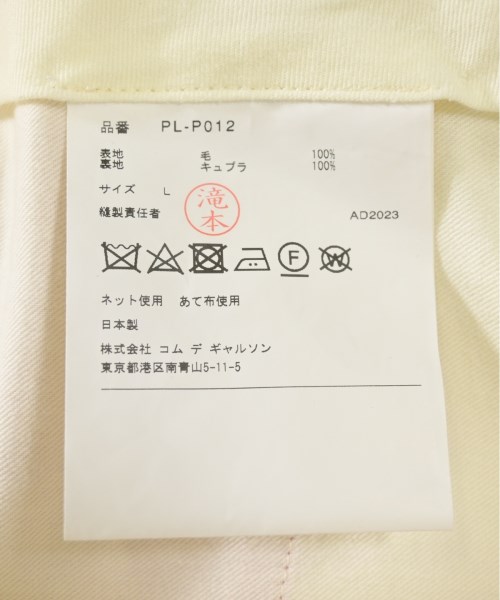 品番 PL-P012
表地 毛 100%
裏地 キュプラ 100%
サイズ L
縫製責任者 滝本 AD2023
F W
ネット使用 あて布使用
日本製
株式会社 コム デ ギャルソン
東京都港区南青山5-11-5